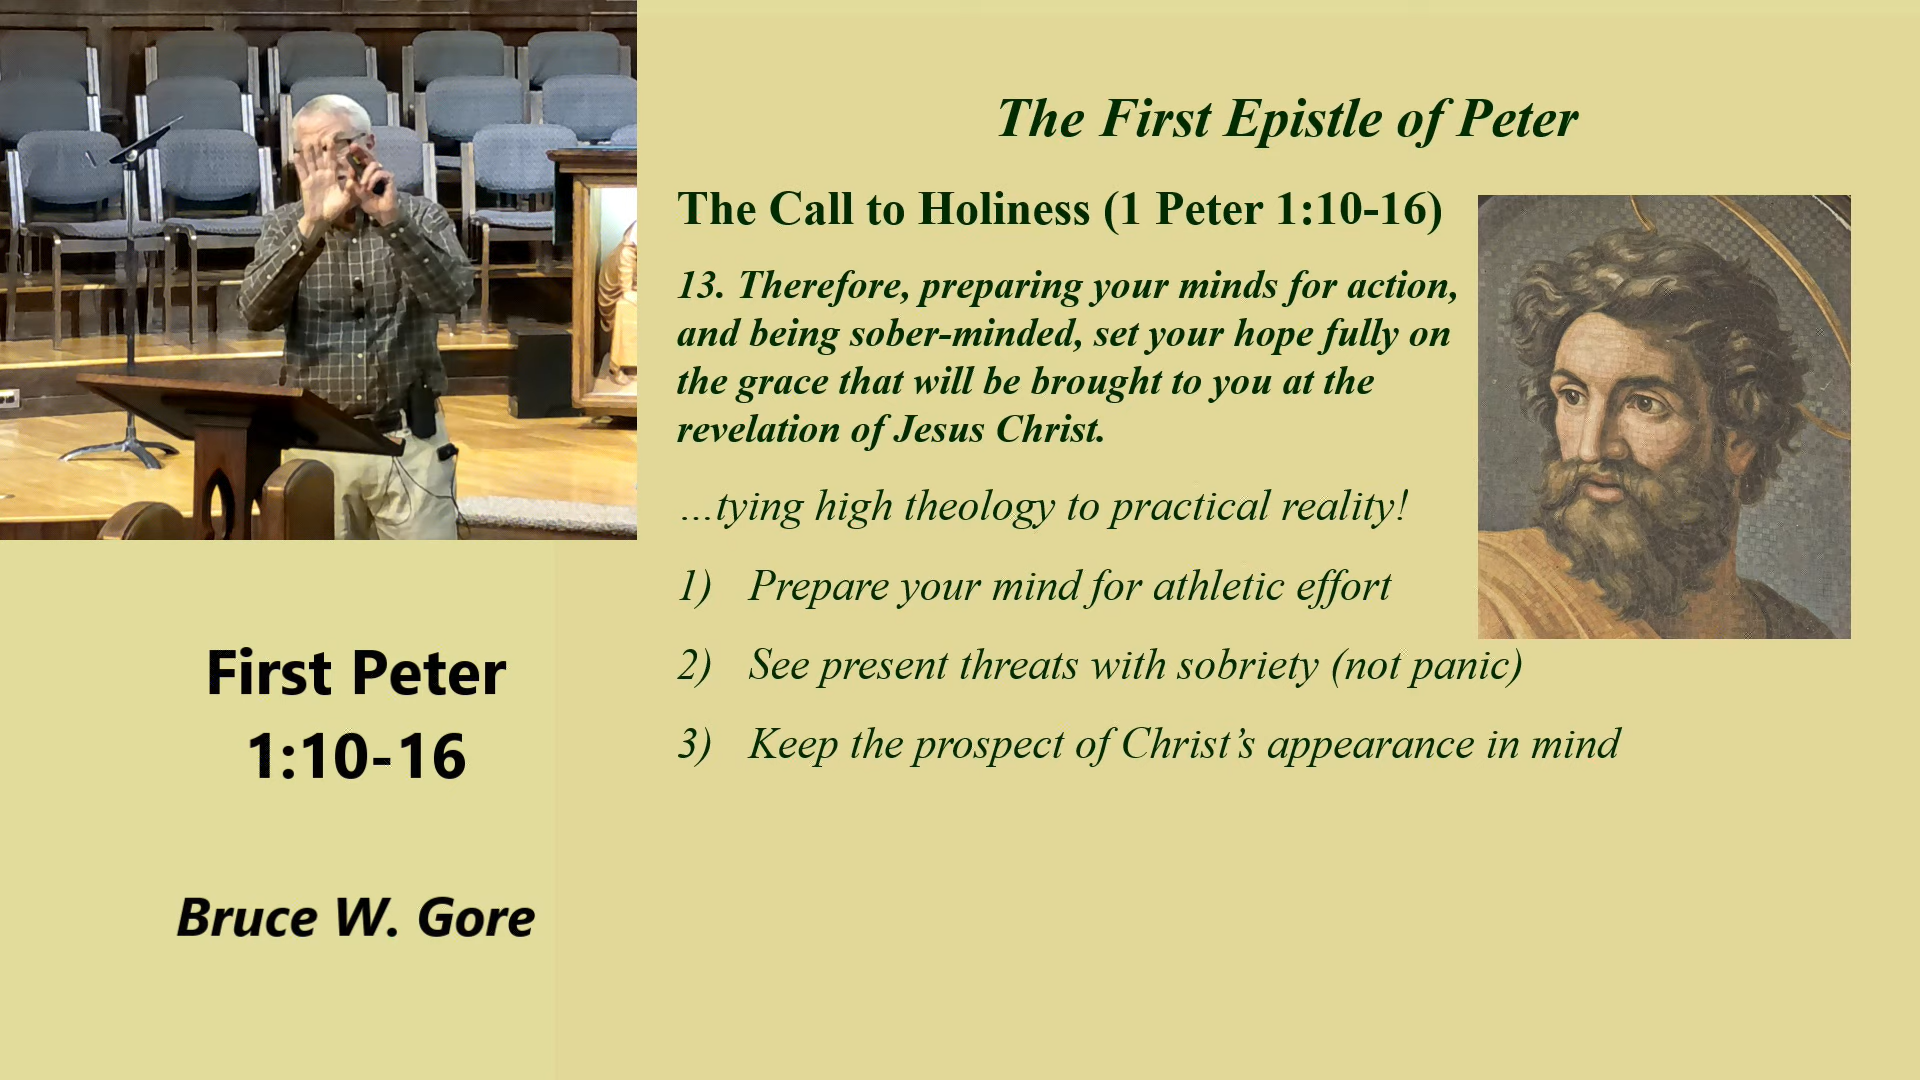 The First Epistle of Peter
The Call to Holiness (1 Peter 1:10-16)
13. Therefore, preparing your minds for action,
and being sober-minded, set your hope fully on
the grace that will be brought to you at the
revelation of Jesus Christ.
…tying high theology to practical reality!
1) Prepare your mind for athletic effort
2) See present threats with sobriety (not panic)
3) Keep the prospect of Christ’s appearance in mind
First Peter
1:10-16
Bruce W. Gore